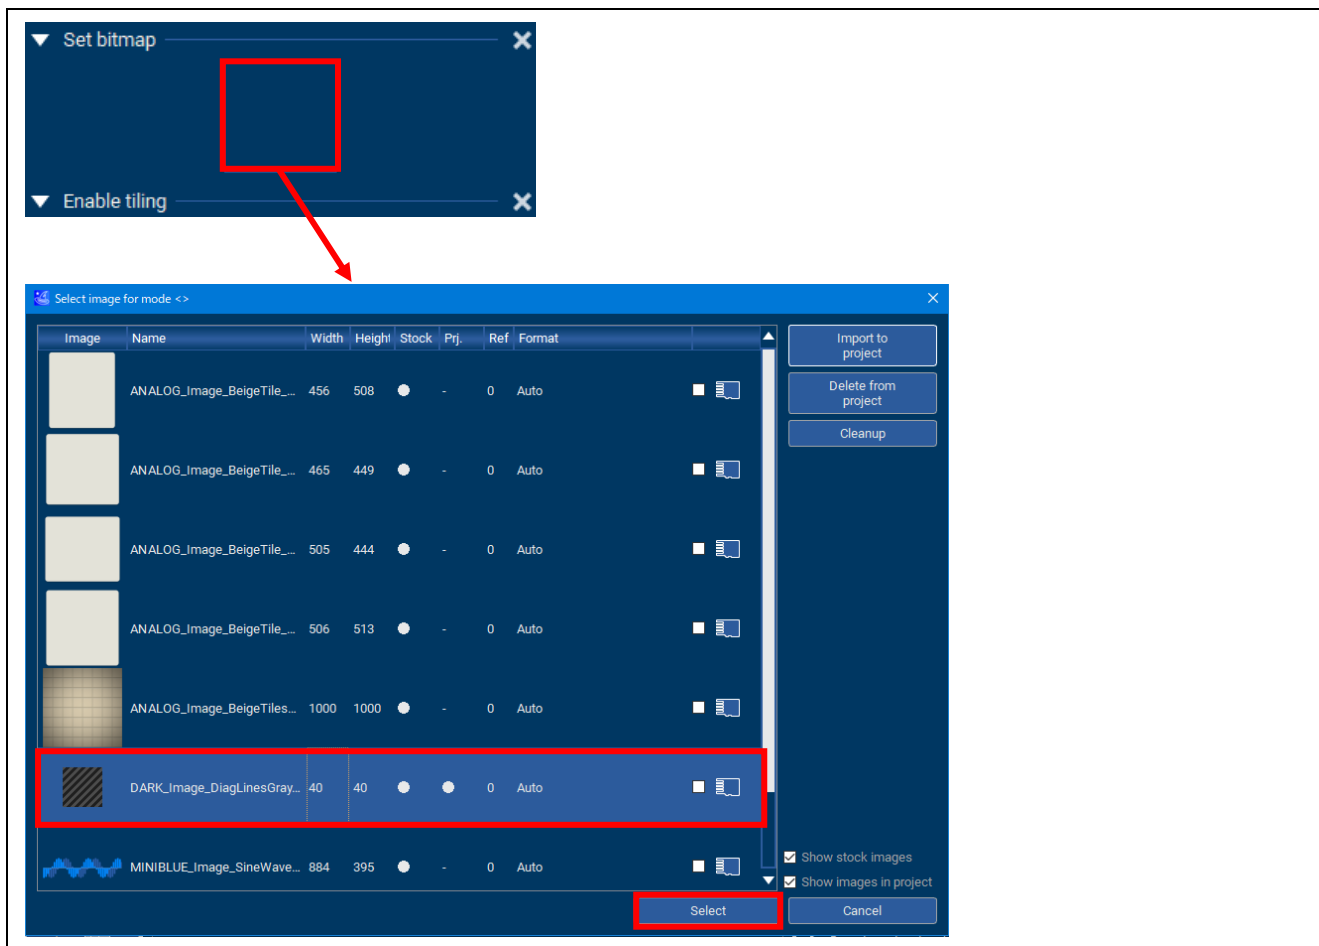 Set bitmap
Enable tiling
Select image for mode <>
Image Name Width Height Stock Prj. Ref Format
ANALOG_Image_BeigeTile_... 456 508 - 0 Auto
ANALOG_Image_BeigeTile_... 465 449 - 0 Auto
ANALOG_Image_BeigeTile_... 505 444 - 0 Auto
ANALOG_Image_BeigeTile_... 506 513 - 0 Auto
ANALOG_Image_BeigeTiles... 1000 1000 - 0 Auto
DARK_Image_DiagLinesGray... 40 40 0 Auto
MINIBLUE_Image_SineWave... 884 395 - 0 Auto
Import to
project
Delete from
project
Cleanup
Show stock images
Show images in project
Select
Cancel